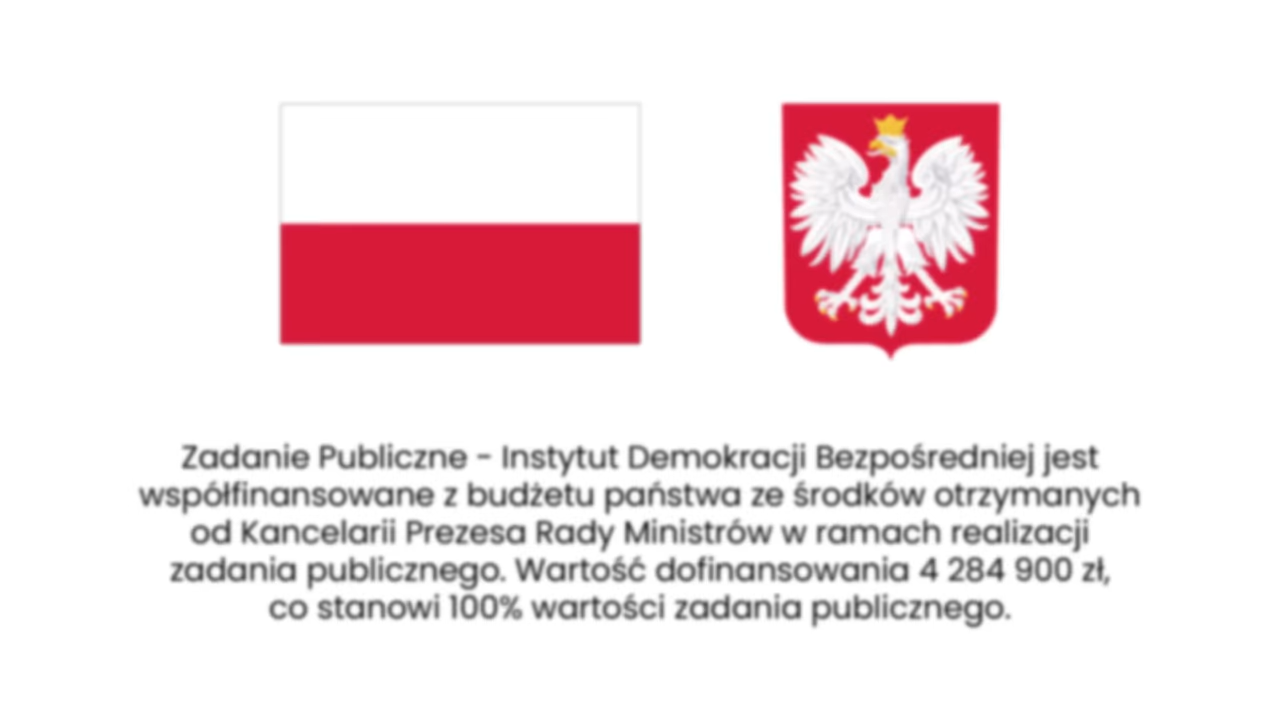 Zadanie Publiczne - Instytut Demokracji Bezpośredniej jest
współfinansowane z budżetu państwa ze środków otrzymanych
od Kancelarii Prezesa Rady Ministrów w ramach realizacji
zadania publicznego. Wartość dofinansowania 4 284 900 zł,
co stanowi 100% wartości zadania publicznego.